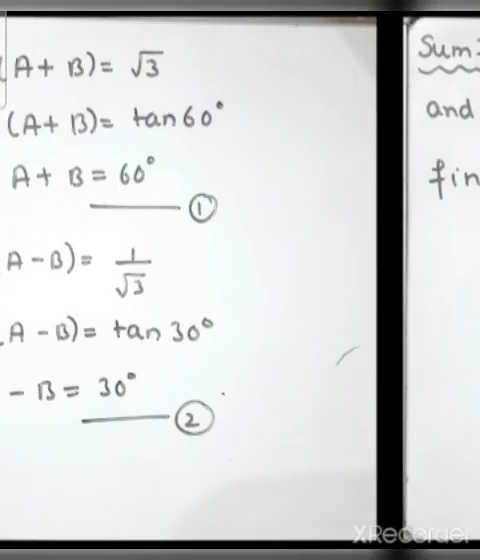 (A + B) = √3
(A + B) = tan 60°
A + B = 60°
①
A - B) = 1/√3
(A - B) = tan 30°
- B = 30°
②
Sum:
and
fin
XRecorder